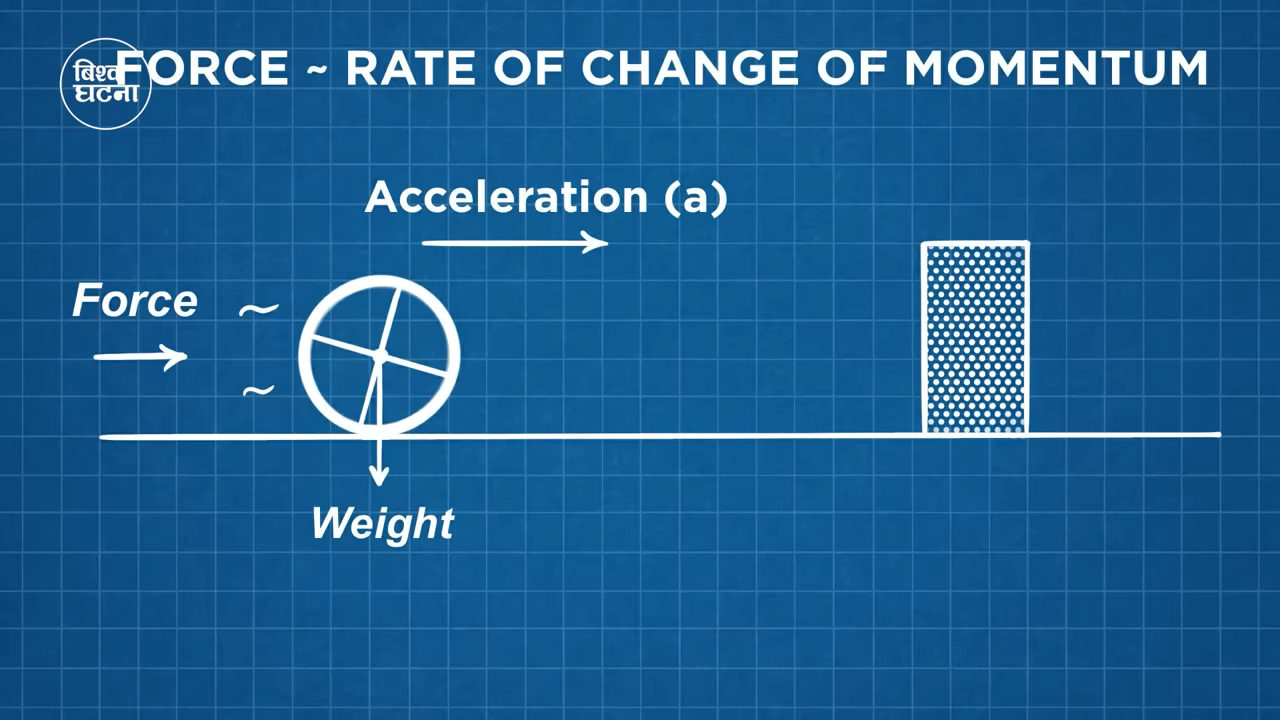 बिश्व
घटना
FORCE ~ RATE OF CHANGE OF MOMENTUM
Acceleration (a)
Force
Weight